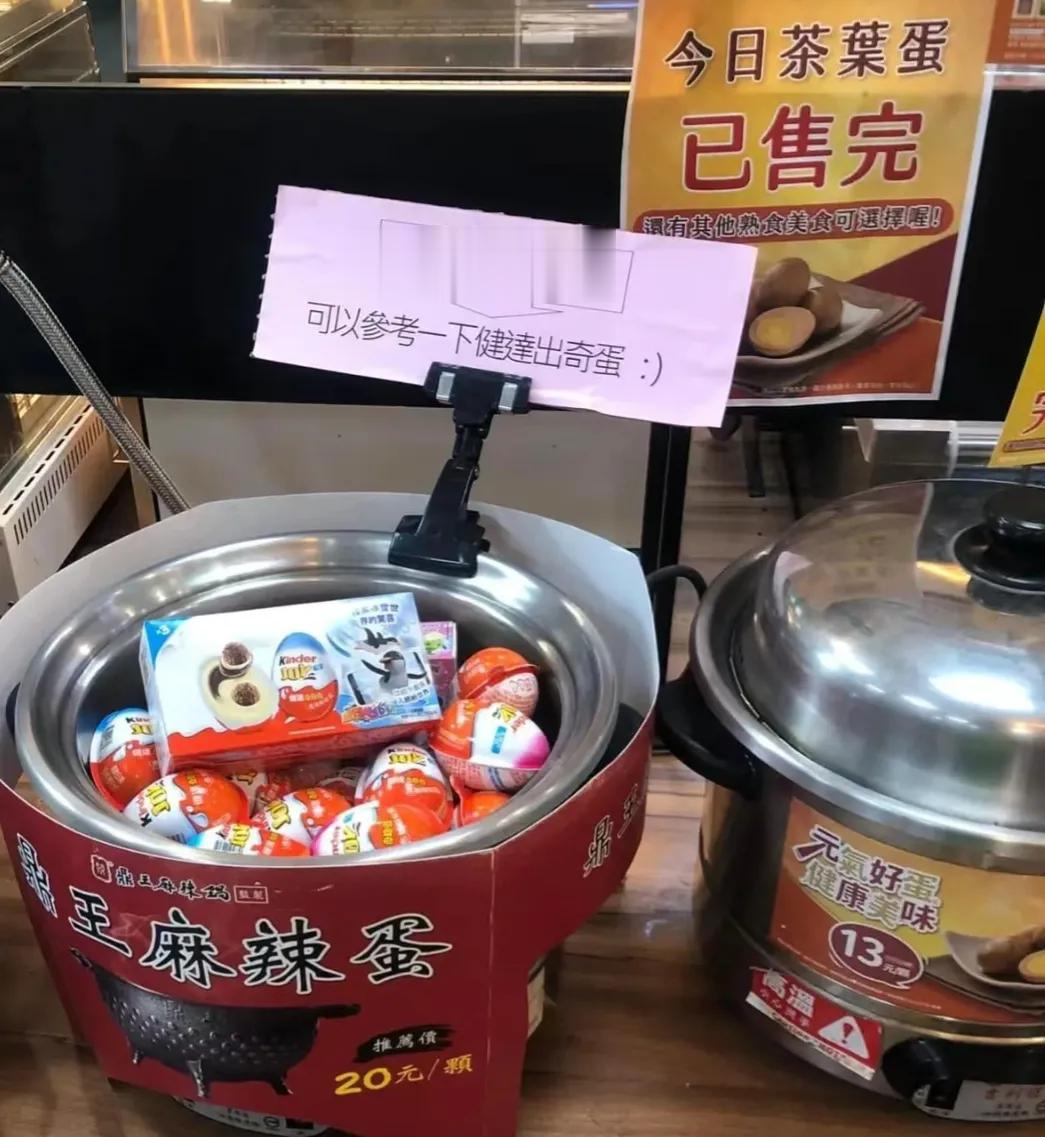 今日茶葉蛋
已售完
還有其他熟食美食可選擇喔!
可以參考一下健達出奇蛋 :)
Kinder
Joy
鼎王麻辣鍋
鼎王麻辣蛋
推薦價
20元/顆
鼎王
元氣好蛋
健康美味
13元
高溫